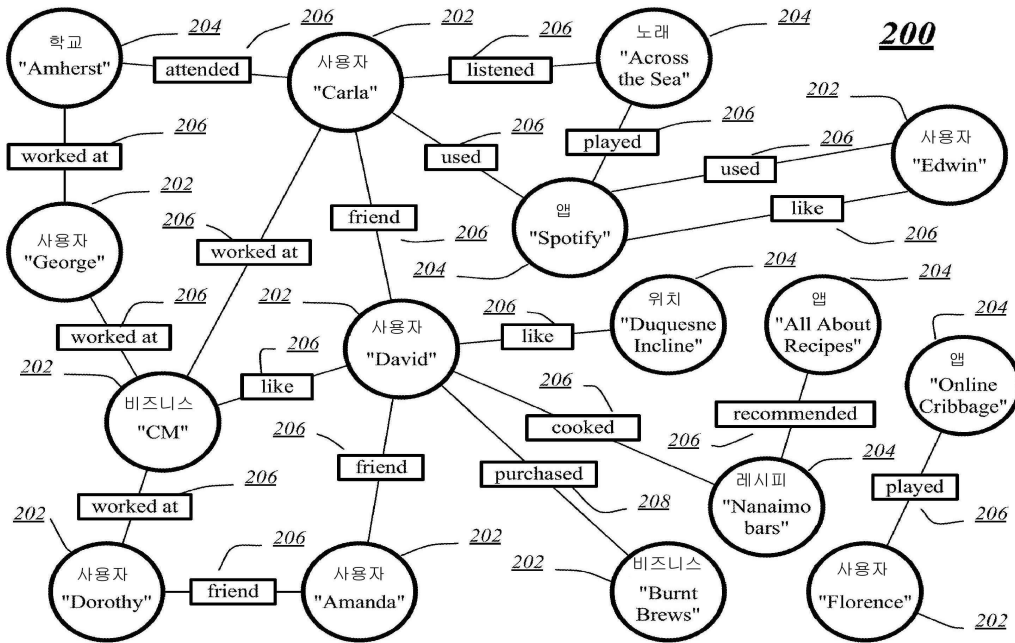 200
204
206
202
206
204
학교
"Amherst"
attended
사용자
"Carla"
listened
노래
"Across
the Sea"
206
worked at
206
used
played
206
202
206
used
사용자
"Edwin"
202
사용자
"George"
206
worked at
friend
206
앱
"Spotify"
204
like
206
206
worked at
202
206
like
202
사용자
"David"
206
like
204
위치
"Duquesne
Incline"
204
앱
"All About
Recipes"
204
앱
"Online
Cribbage"
비즈니스
"CM"
206
cooked
recommended
206
206
friend
purchased
208
204
레시피
"Nanaimo
bars"
played
206
206
worked at
202
사용자
"Dorothy"
206
friend
202
사용자
"Amanda"
202
비즈니스
"Burnt
Brews"
사용자
"Florence"
202